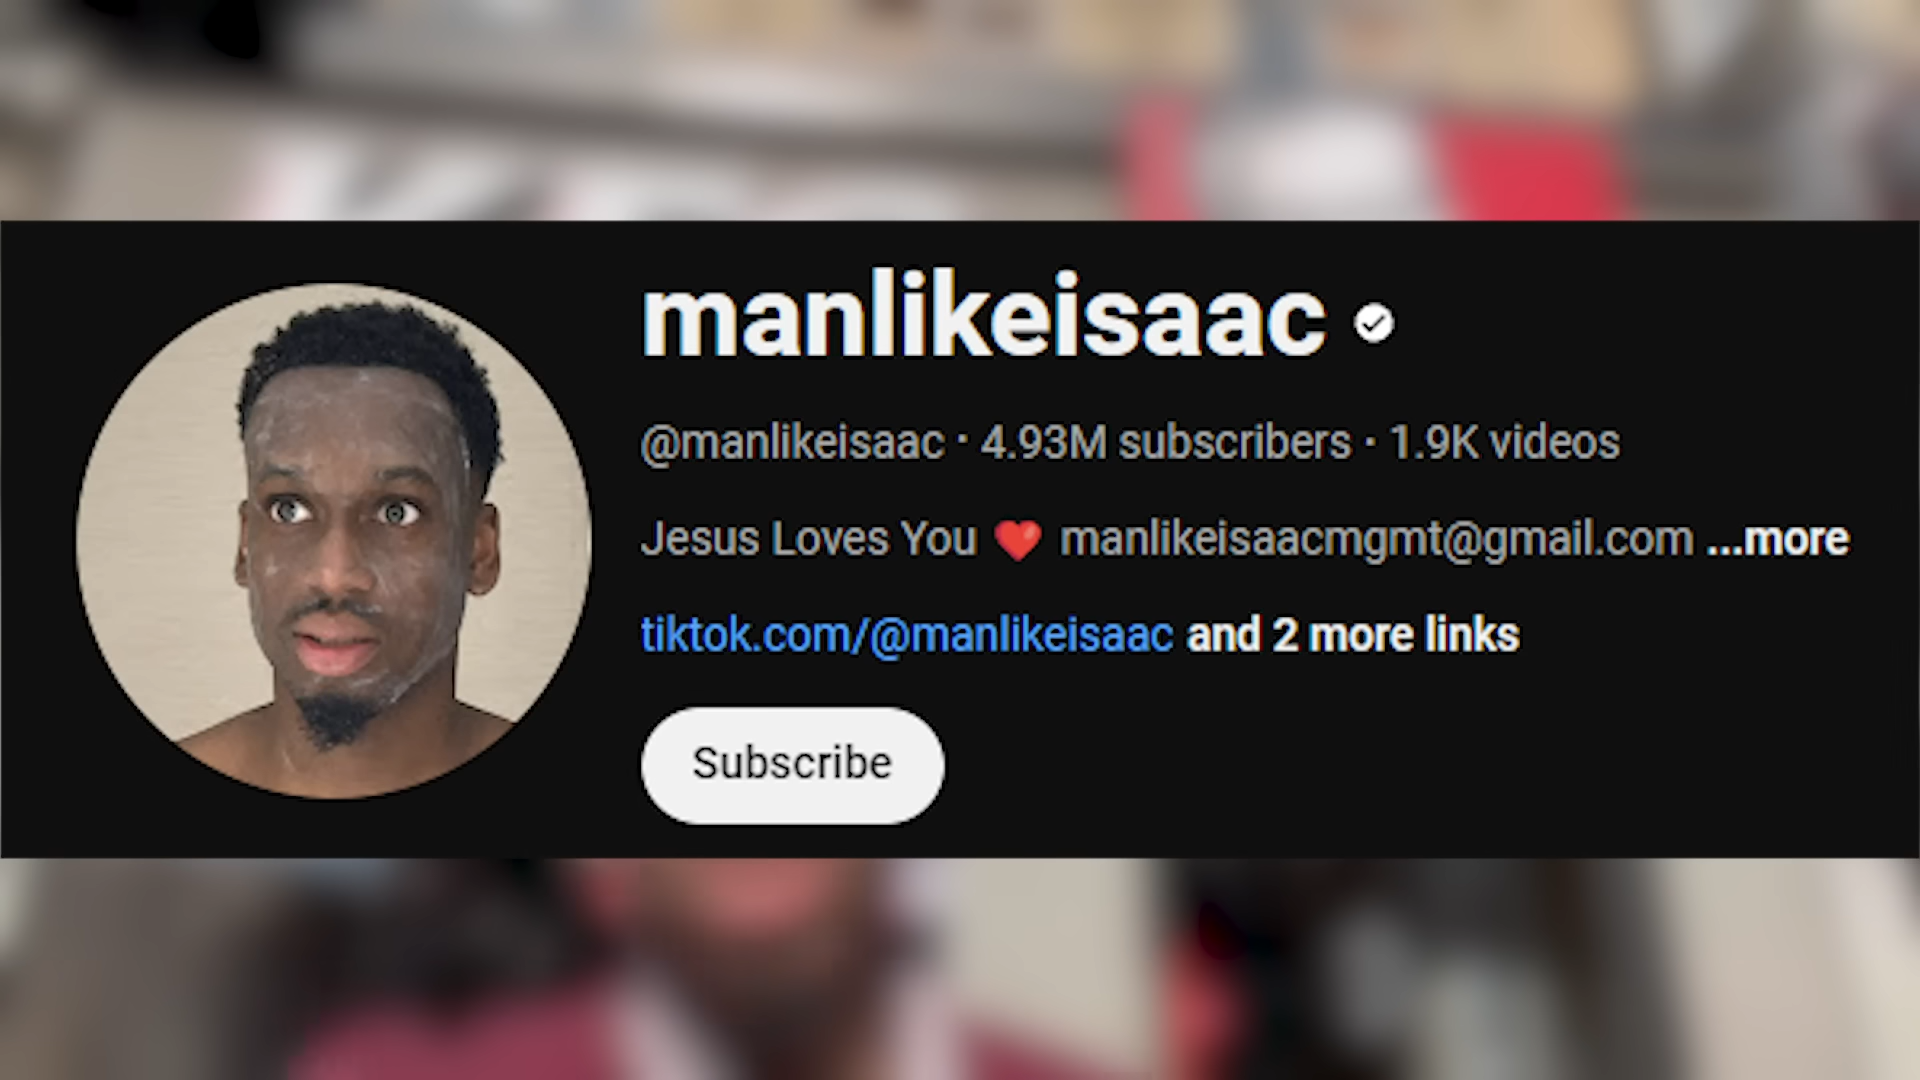 manlikeisaac
@manlikeisaac · 4.93M subscribers · 1.9K videos
Jesus Loves You ❤️ manlikeisaacmgmt@gmail.com ...more
tiktok.com/@manlikeisaac and 2 more links
Subscribe